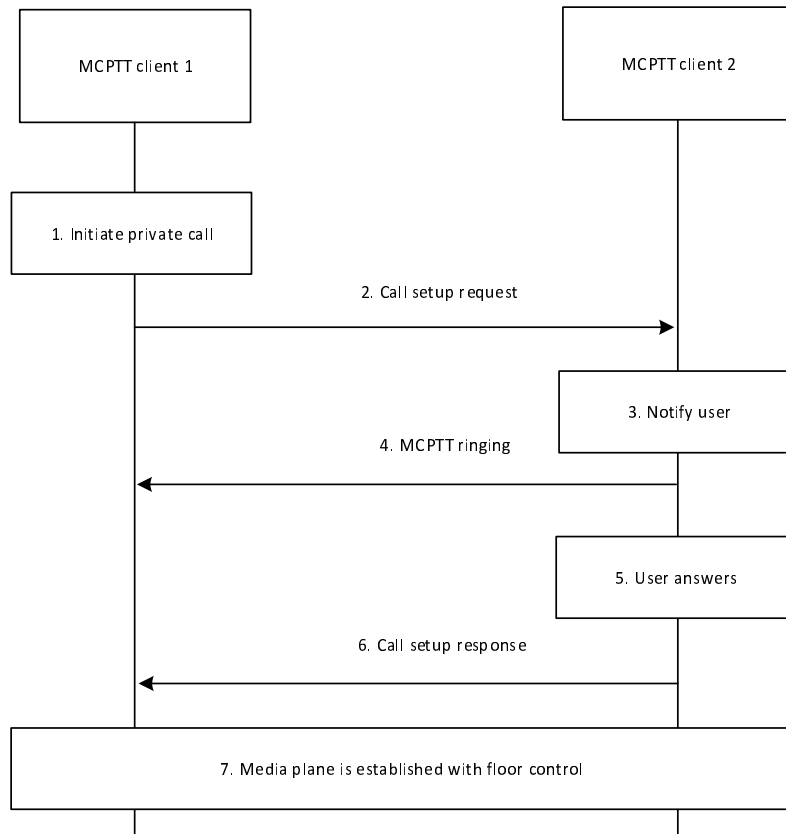 MCPTT client 1
MCPTT client 2
1. Initiate private call
2. Call setup request
3. Notify user
4. MCPTT ringing
5. User answers
6. Call setup response
7. Media plane is established with floor control